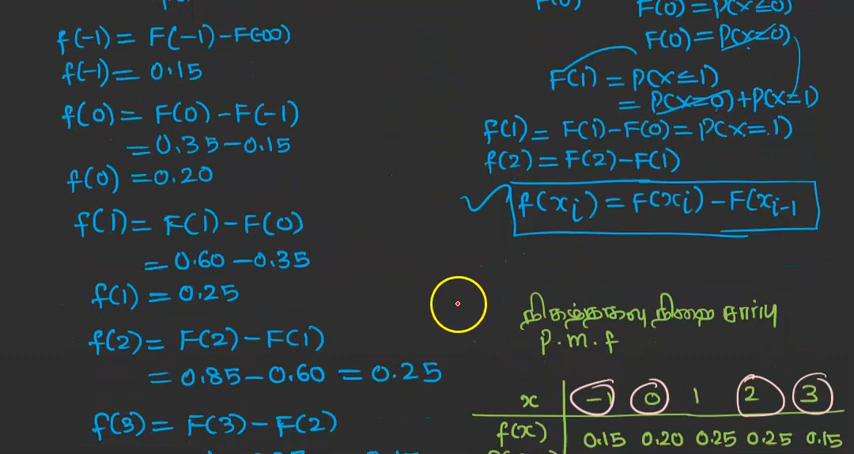 f(-1) = F(-1) - F(-∞)
f(-1) = 0.15
f(0) = F(0) - F(-1)
= 0.35 - 0.15
f(0) = 0.20
f(1) = F(1) - F(0)
= 0.60 - 0.35
f(1) = 0.25
f(2) = F(2) - F(1)
= 0.85 - 0.60 = 0.25
f(3) = F(3) - F(2)
F(0) = P(x≤0)
F(0) = P(x=0)
F(1) = P(x≤1)
= P(x=0) + P(x=1)
f(1) = F(1) - F(0) = P(x=1)
f(2) = F(2) - F(1)
f(xi) = F(xi) - F(xi-1
நிகழ்தகவு நிறை சார்பு
P.m.f
x -1 0 1 2 3
f(x) 0.15 0.20 0.25 0.25 0.15